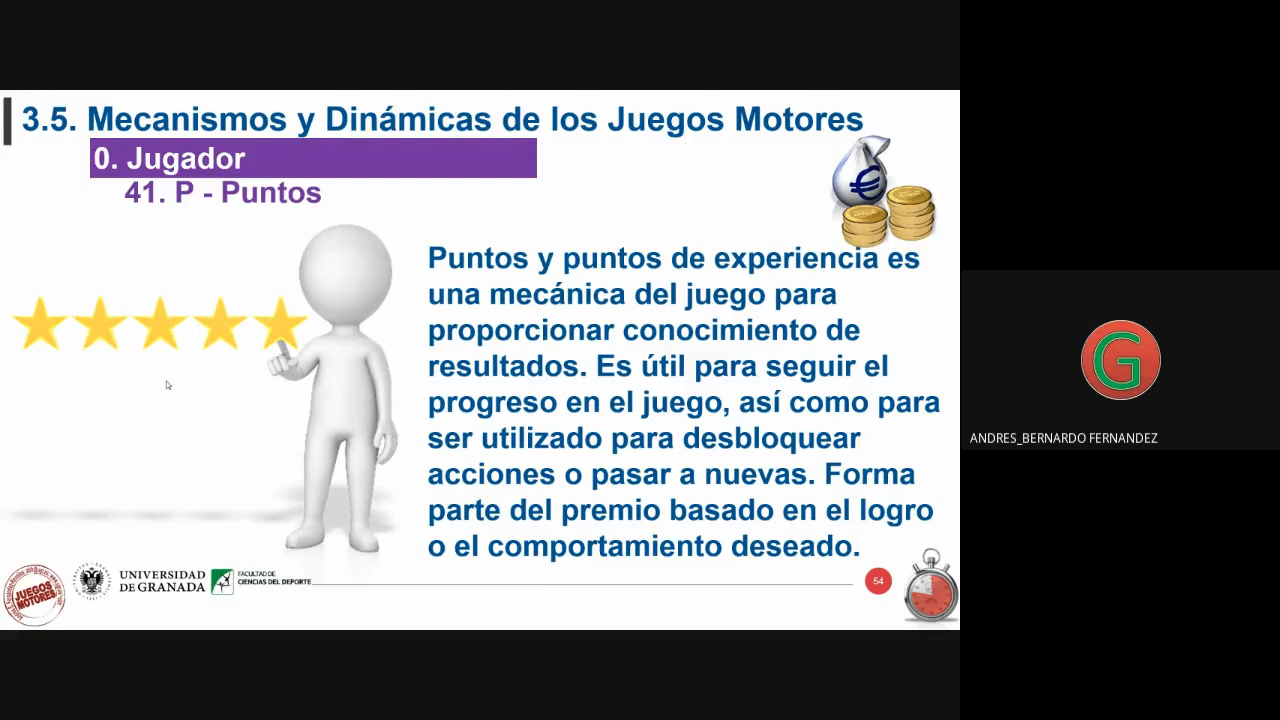 3.5. Mecanismos y Dinámicas de los Juegos Motores
0. Jugador
41. P - Puntos
€
Puntos y puntos de experiencia es
una mecánica del juego para
proporcionar conocimiento de
resultados. Es útil para seguir el
progreso en el juego, así como para
ser utilizado para desbloquear
acciones o pasar a nuevas. Forma
parte del premio basado en el logro
o el comportamiento deseado.
JUEGOS
MOTORES
UNIVERSIDAD
DE GRANADA
FACULTAD DE
CIENCIAS DEL DEPORTE
54
G
ANDRES_BERNARDO FERNANDEZ